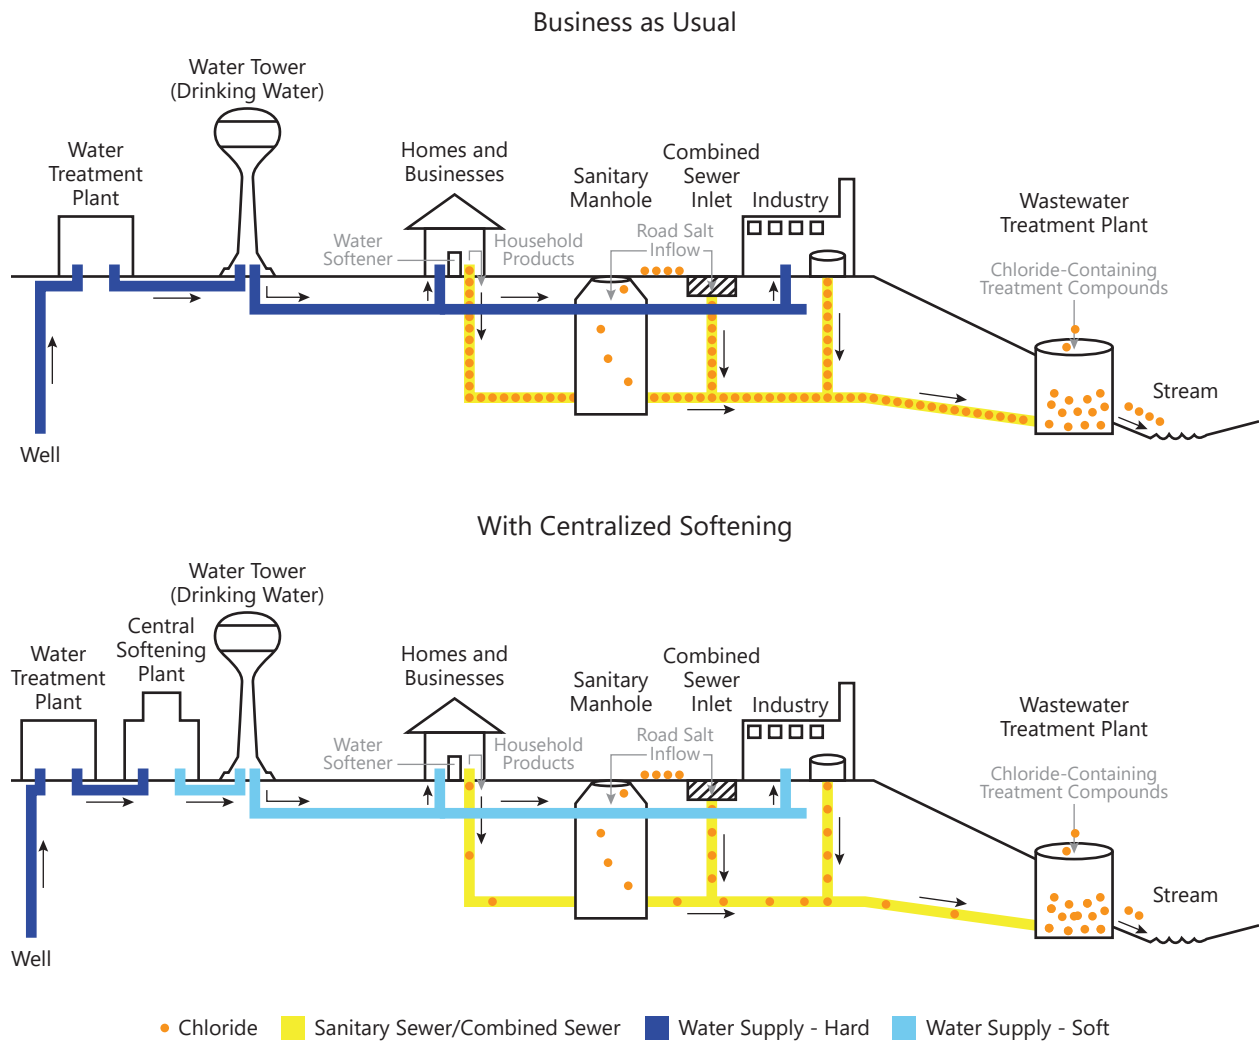 Business as Usual
Water Tower
(Drinking Water)
Water
Treatment
Plant
Homes and
Businesses
Sanitary
Manhole
Combined
Sewer
Inlet
Industry
Wastewater
Treatment Plant
Water
Softener
Household
Products
Road Salt
Inflow
Chloride-Containing
Treatment Compounds
Stream
Well
With Centralized Softening
Water Tower
(Drinking Water)
Central
Softening
Plant
Water
Treatment
Plant
Homes and
Businesses
Sanitary
Manhole
Combined
Sewer
Inlet
Industry
Wastewater
Treatment Plant
Water
Softener
Household
Products
Road Salt
Inflow
Chloride-Containing
Treatment Compounds
Stream
Well
Chloride
Sanitary Sewer/Combined Sewer
Water Supply - Hard
Water Supply - Soft